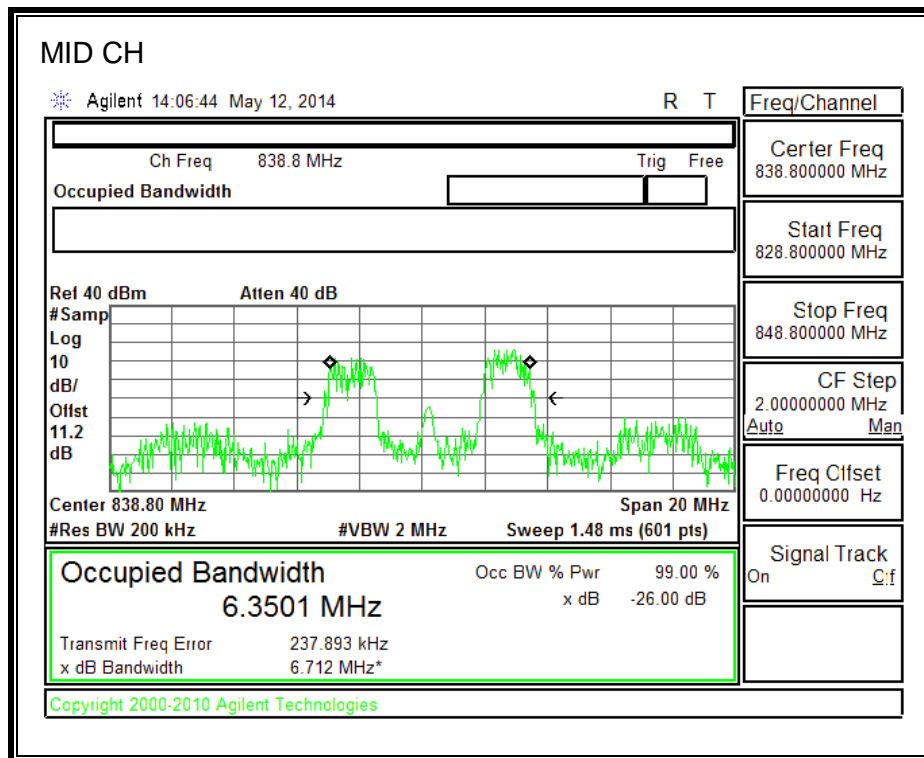 MID CH
Agilent 14:06:44 May 12, 2014 R T
Freq/Channel
Ch Freq 838.8 MHz Trig Free
Occupied Bandwidth
Center Freq
838.800000 MHz
Start Freq
828.800000 MHz
Stop Freq
848.800000 MHz
CF Step
2.00000000 MHz
Auto Man
Freq Offset
0.00000000 Hz
Signal Track
On Off
Ref 40 dBm Atten 40 dB
#Samp
Log
10
dB/
Offst
11.2
dB
Center 838.80 MHz Span 20 MHz
#Res BW 200 kHz #VBW 2 MHz Sweep 1.48 ms (601 pts)
Occupied Bandwidth Occ BW % Pwr 99.00 %
6.3501 MHz x dB -26.00 dB
Transmit Freq Error 237.893 kHz
x dB Bandwidth 6.712 MHz*
Copyright 2000-2010 Agilent Technologies